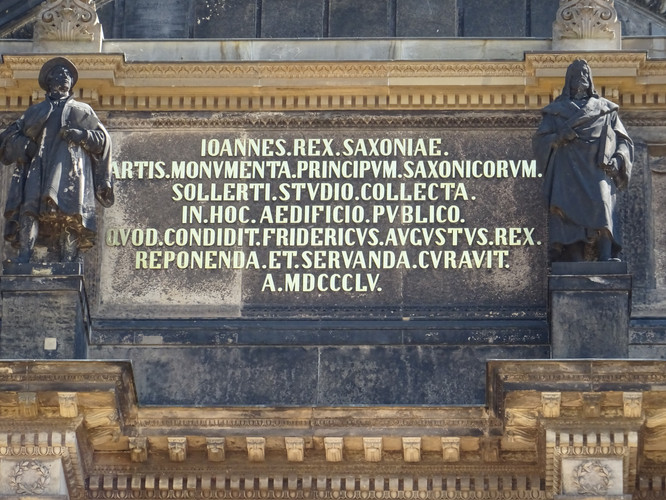 IOANNES.REX.SAXONIAE.
ARTIS.MONVMENTA.PRINCIPVM.SAXONICORVM.
SOLLERTI.STVDIO.COLLECTA.
IN.HOC.AEDIFICIO.PVBLICO.
QVOD.CONDIDIT.FRIDERICVS.AVGVSTVS.REX.
REPONENDA.ET.SERVANDA.CVRAVIT.
A.MDCCCLV.